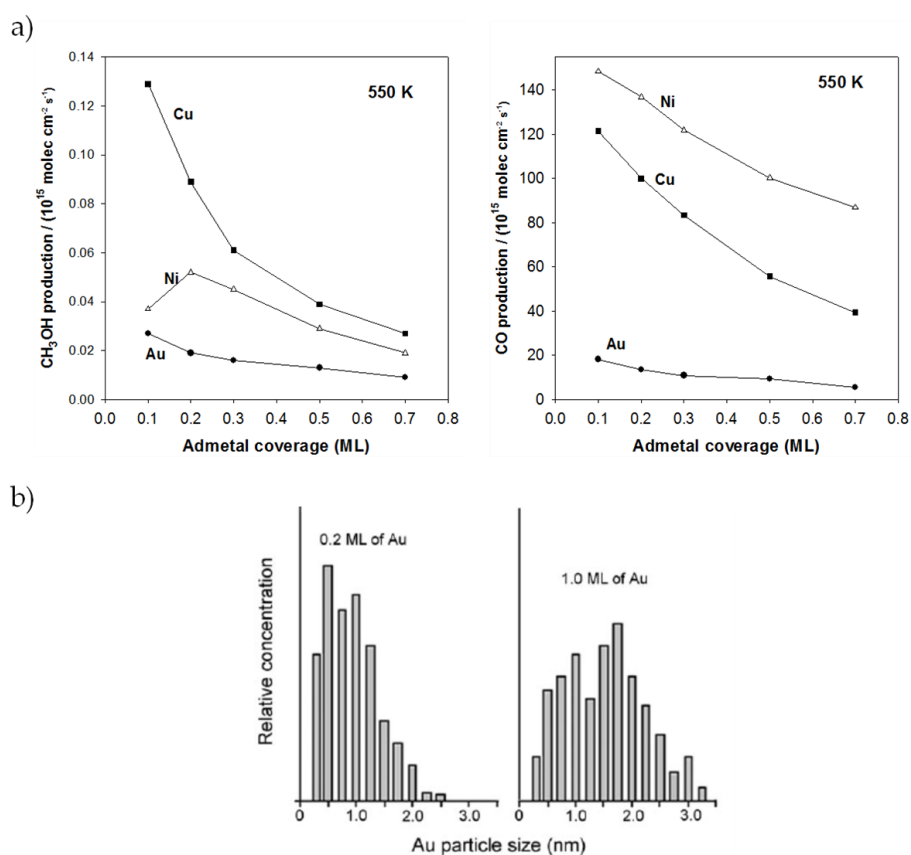 a)
0.14
0.12
0.10
0.08
0.06
0.04
0.02
0.00
CH₃OH production / (10¹⁵ molec cm⁻² s⁻¹)
550 K
Cu
Ni
Au
0.0 0.1 0.2 0.3 0.4 0.5 0.6 0.7 0.8
Admetal coverage (ML)
140
120
100
80
60
40
20
0
CO production / (10¹⁵ molec cm⁻² s⁻¹)
550 K
Ni
Cu
Au
0.0 0.1 0.2 0.3 0.4 0.5 0.6 0.7 0.8
Admetal coverage (ML)
b)
Relative concentration
0.2 ML of Au
0 1.0 2.0 3.0
1.0 ML of Au
0 1.0 2.0 3.0
Au particle size (nm)